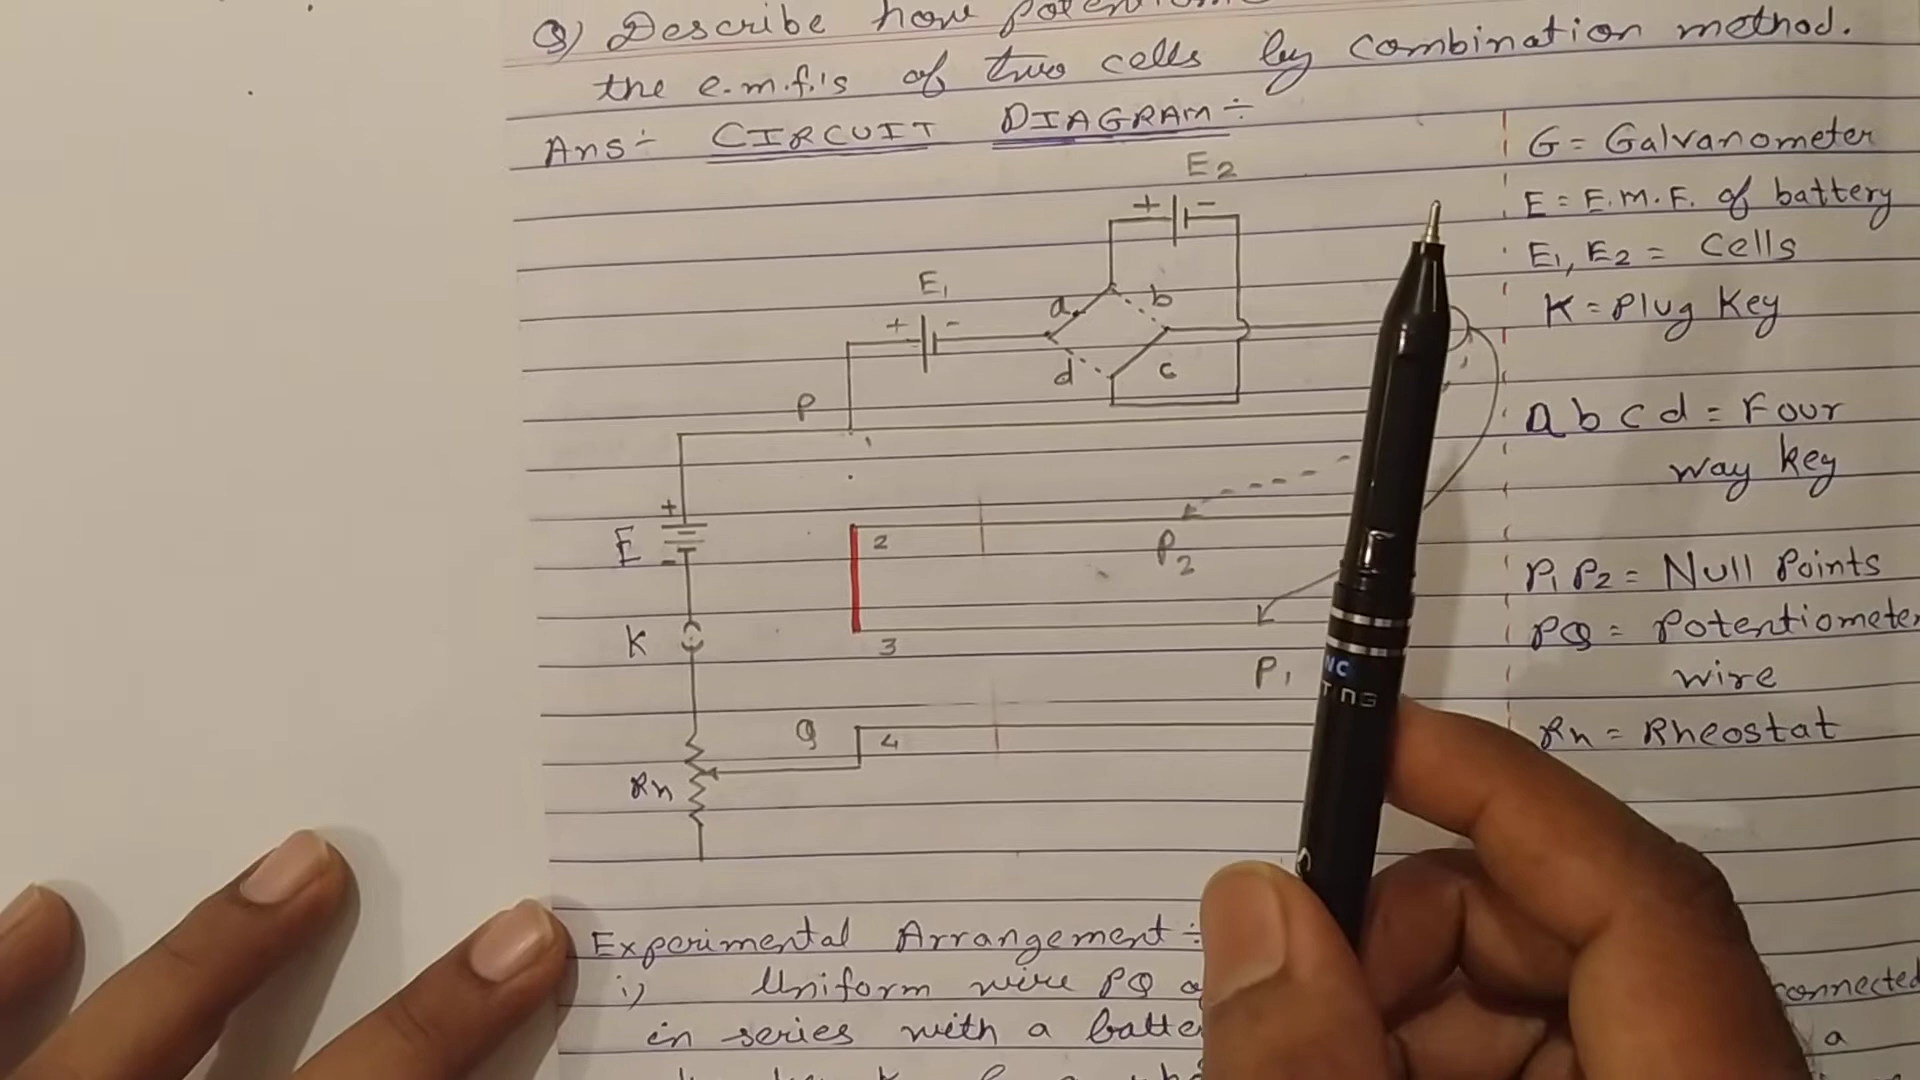 Q) Describe how
the e.m.f.'s of two cells by combination method.
Ans÷ CIRCUIT DIAGRAM÷
G = Galvanometer
E = E.M.F. of battery
E1, E2 = Cells
K = Plug Key
a b c d = Four
way key
P1 P2 = Null Points
PQ = Potentiometer
wire
Rh = Rheostat
E2
+ -
E1
+ -
a b
d c
P
1
+
E
-
2
P2
K
3
P1
Q
4
Rh
Experimental Arrangement÷
i) Uniform wire PQ connected
in series with a a